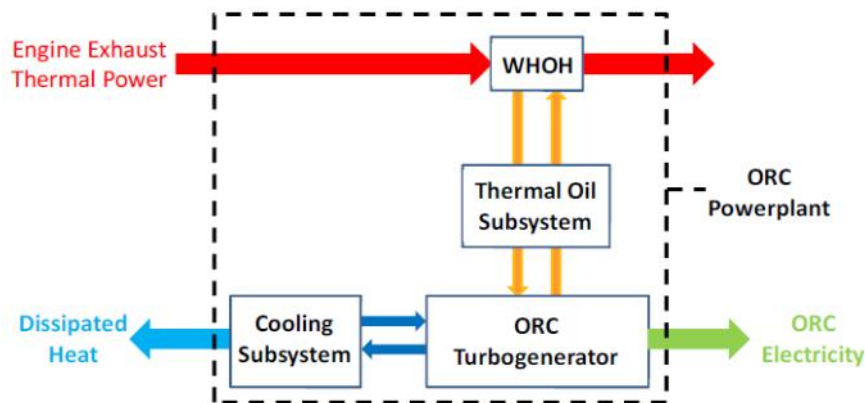 Engine Exhaust
Thermal Power
WHOH
Thermal Oil
Subsystem
ORC
Powerplant
Dissipated
Heat
Cooling
Subsystem
ORC
Turbogenerator
ORC
Electricity